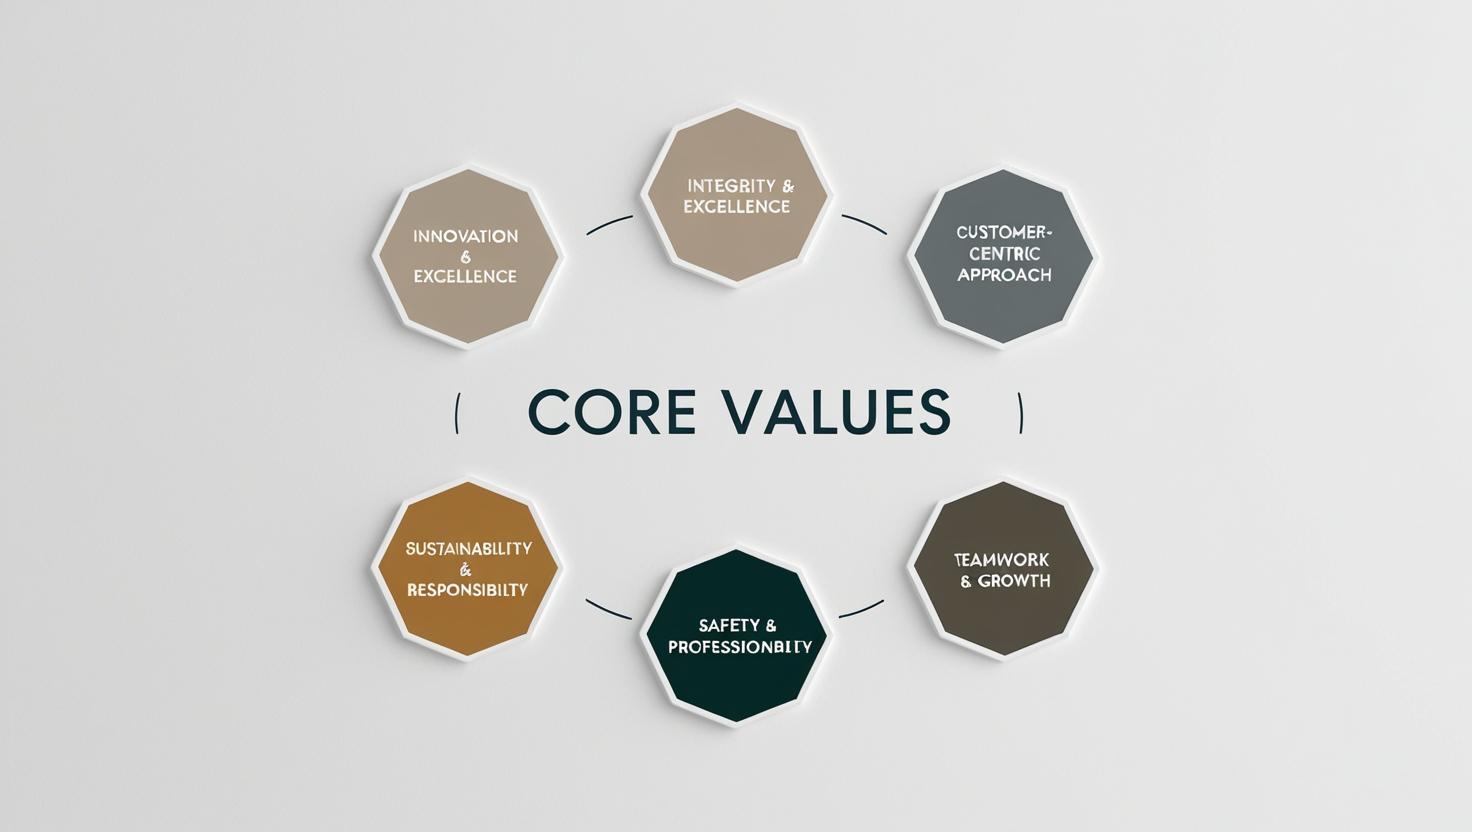 INTEGRITY &
EXCELLENCE
INNOVATION
&
EXCELLENCE
CUSTOMER-
CENTRIC
APPROACH
CORE VALUES
SUSTAINABILITY
&
RESPONSIBILTY
SAFETY &
PROFESSIONBILTY
TEAMWORK
& GROWTH